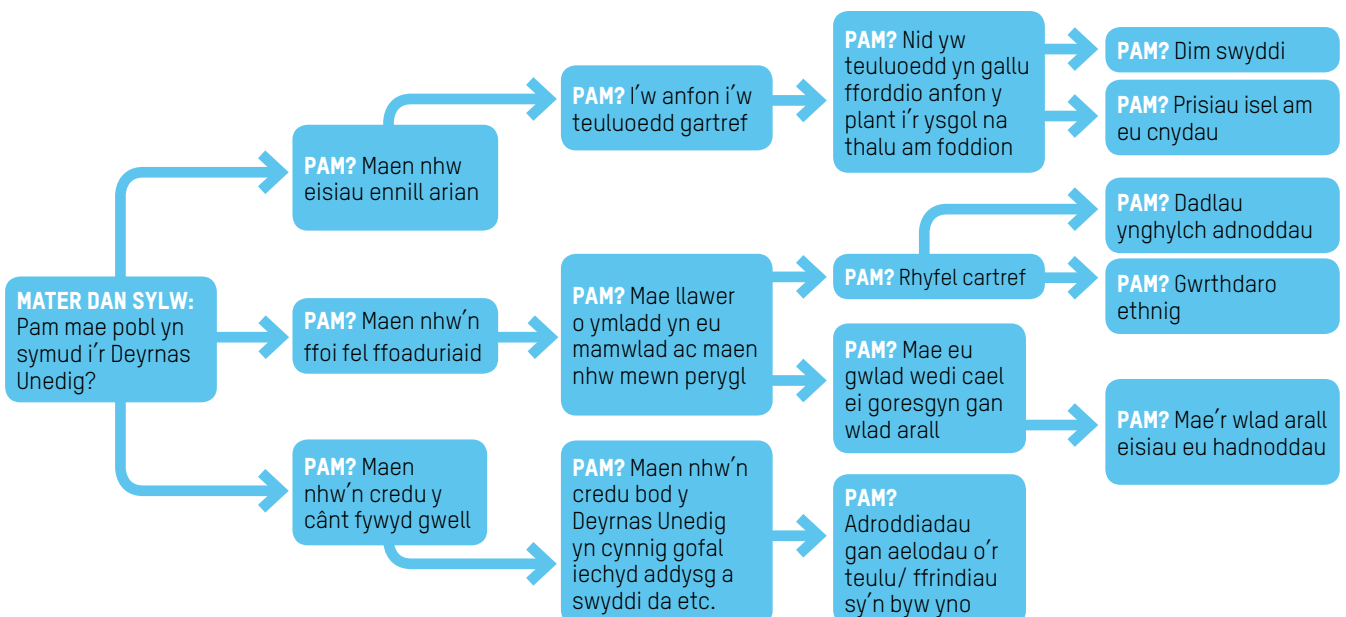 MATER DAN SYLW:
Pam mae pobl yn
symud i'r Deyrnas
Unedig?
PAM? Maen nhw
eisiau ennill arian
PAM? I'w anfon i'w
teuluoedd gartref
PAM? Nid yw
teuluoedd yn gallu
fforddio anfon y
plant i'r ysgol na
thalu am foddion
PAM? Dim swyddi
PAM? Prisiau isel am
eu cnydau
PAM? Maen nhw'n
ffoi fel ffoaduriaid
PAM? Mae llawer
o ymladd yn eu
mamwlad ac maen
nhw mewn perygl
PAM? Rhyfel cartref
PAM? Dadlau
ynghylch adnoddau
PAM? Gwrthdaro
ethnig
PAM? Mae eu
gwlad wedi cael
ei goresgyn gan
wlad arall
PAM? Mae'r wlad arall
eisiau eu hadnoddau
PAM? Maen
nhw'n credu y
cânt fywyd gwell
PAM? Maen nhw'n
credu bod y
Deyrnas Unedig
yn cynnig gofal
iechyd addysg a
swyddi da etc.
PAM?
Adroddiadau
gan aelodau o'r
teulu/ ffrindiau
sy'n byw yno